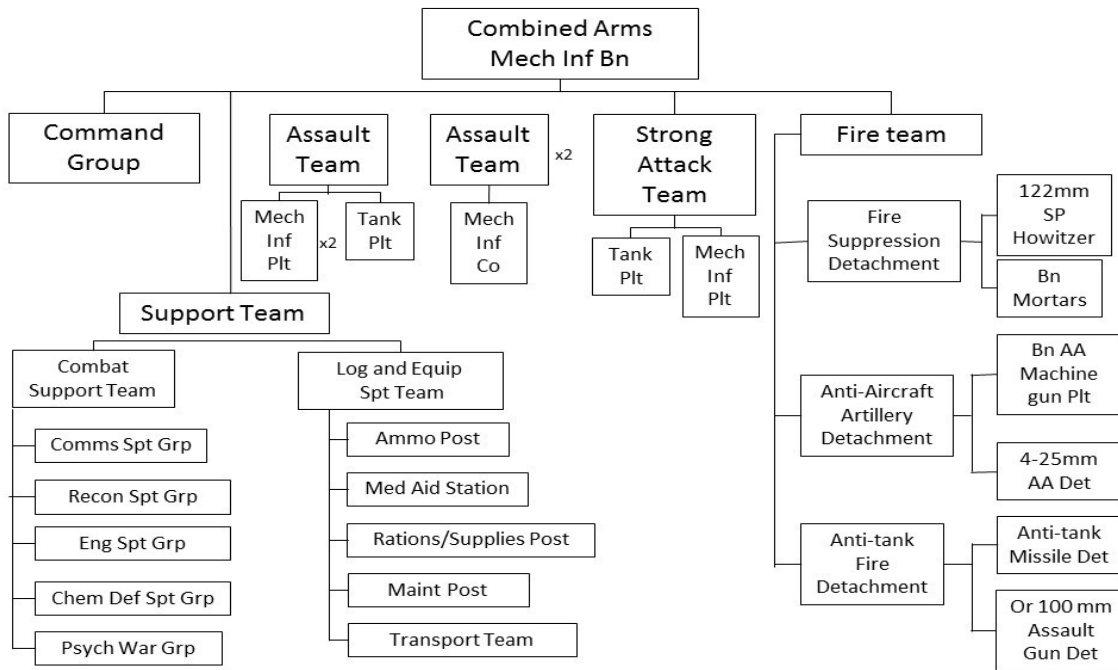 Combined Arms
Mech Inf Bn
Command
Group
Assault
Team
Mech
Inf
Plt
x2
Tank
Plt
Assault
Team
x2
Mech
Inf
Co
Strong
Attack
Team
Tank
Plt
Mech
Inf
Plt
Fire team
Fire
Suppression
Detachment
122mm
SP
Howitzer
Bn
Mortars
Anti-Aircraft
Artillery
Detachment
Bn AA
Machine
gun Plt
4-25mm
AA Det
Anti-tank
Fire
Detachment
Anti-tank
Missile Det
Or 100 mm
Assault
Gun Det
Support Team
Combat
Support Team
Comms Spt Grp
Recon Spt Grp
Eng Spt Grp
Chem Def Spt Grp
Psych War Grp
Log and Equip
Spt Team
Ammo Post
Med Aid Station
Rations/Supplies Post
Maint Post
Transport Team